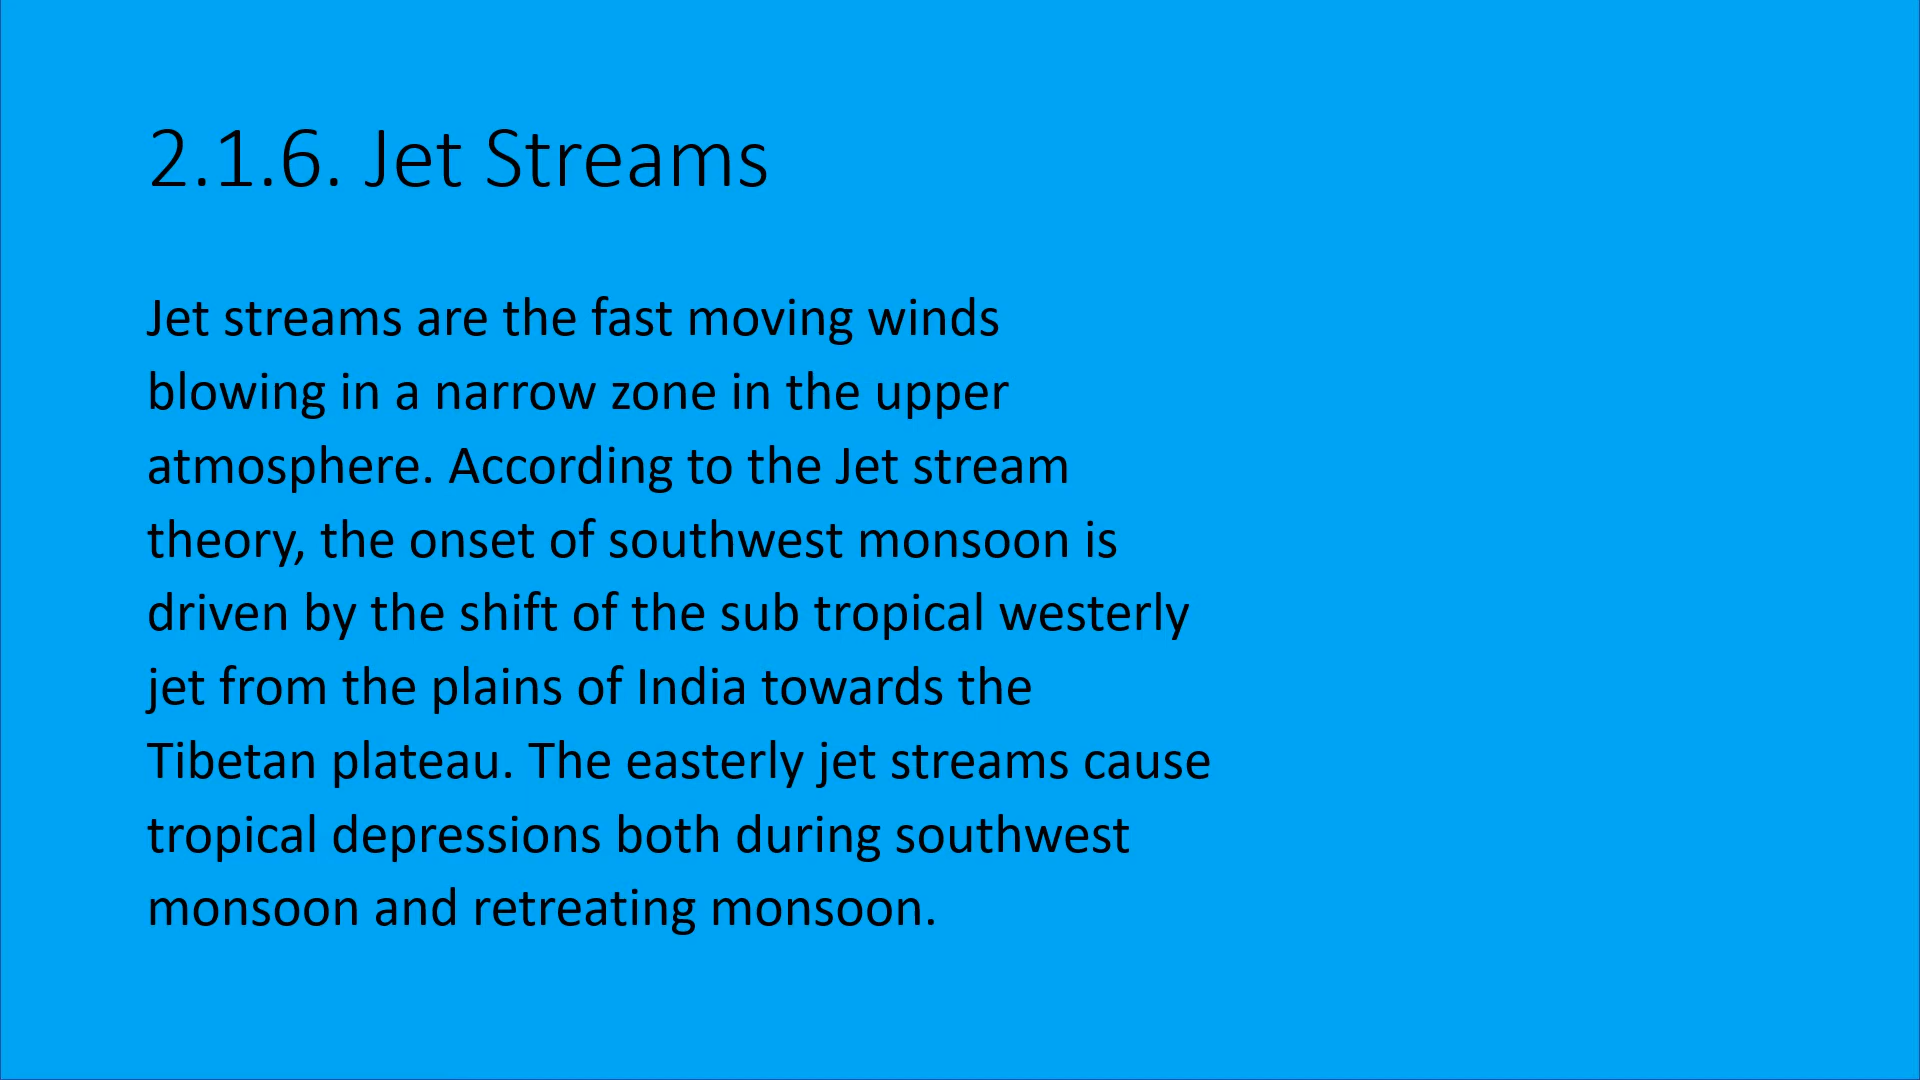 2.1.6. Jet Streams
Jet streams are the fast moving winds
blowing in a narrow zone in the upper
atmosphere. According to the Jet stream
theory, the onset of southwest monsoon is
driven by the shift of the sub tropical westerly
jet from the plains of India towards the
Tibetan plateau. The easterly jet streams cause
tropical depressions both during southwest
monsoon and retreating monsoon.